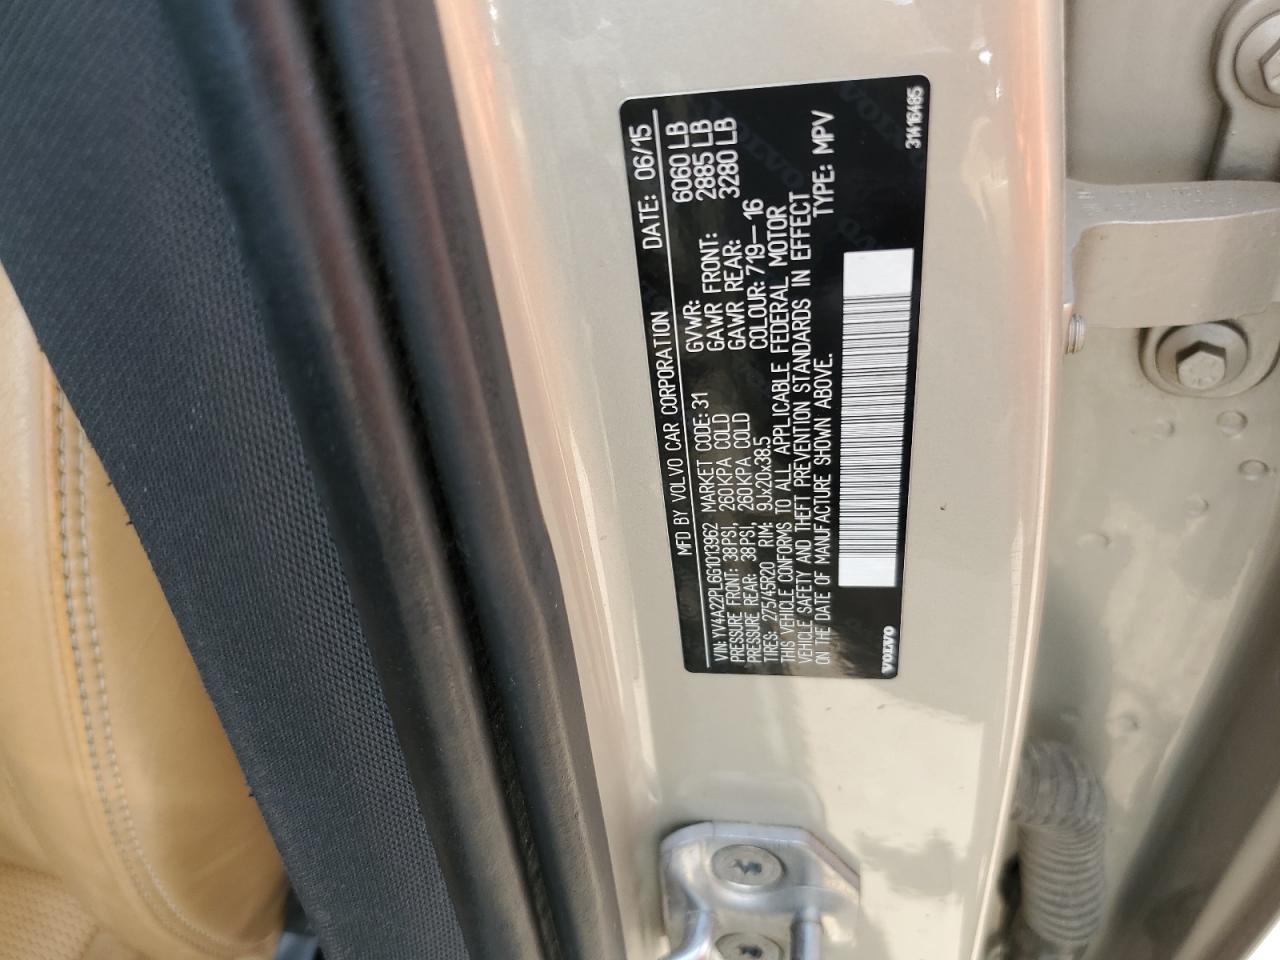 MFD BY VOLVO CAR CORPORATION DATE: 06/15
VIN: YV4A22PL6G1013962 MARKET CODE: 31 GVWR: 6060 LB
PRESSURE FRONT: 38PSI, 260KPA COLD GAWR FRONT: 2885 LB
PRESSURE REAR: 38PSI, 260KPA COLD GAWR REAR: 3280 LB
TIRES: 275/45R20 RIM: 9Jx20x38.5 COLOUR: 719-16
THIS VEHICLE CONFORMS TO ALL APPLICABLE FEDERAL MOTOR
VEHICLE SAFETY AND THEFT PREVENTION STANDARDS IN EFFECT
ON THE DATE OF MANUFACTURE SHOWN ABOVE. TYPE: MPV
VOLVO 31416485